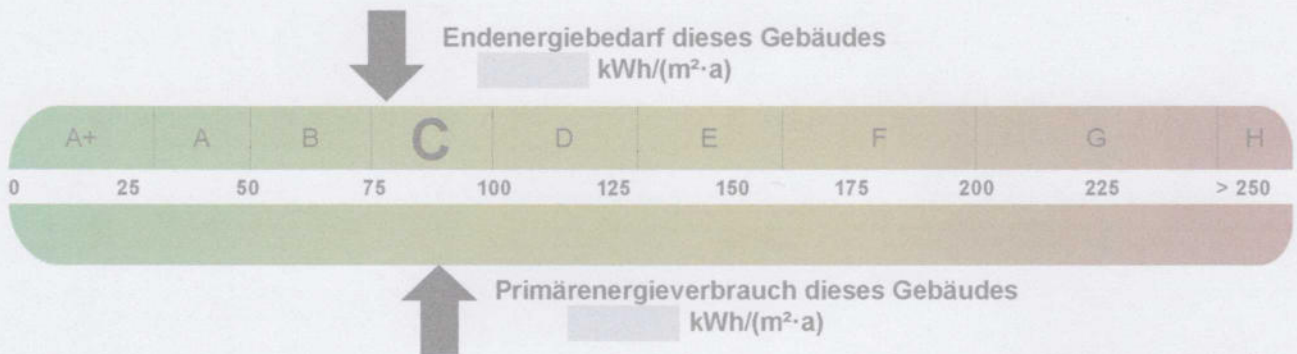 Endenergiebedarf dieses Gebäudes
kWh/(m²·a)
A+ A B C D E F G H
0 25 50 75 100 125 150 175 200 225 > 250
Primärenergieverbrauch dieses Gebäudes
kWh/(m²·a)